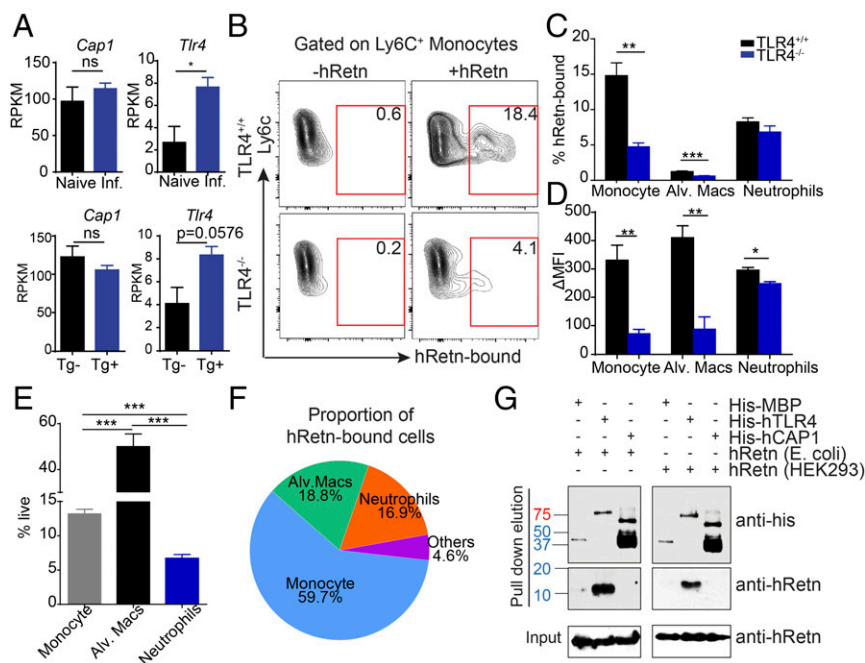 A
Cap1
ns
RPKM
150
100
50
0
Naive Inf.
Tlr4
*
RPKM
10
8
6
4
2
0
Naive Inf.
Cap1
ns
RPKM
150
100
50
0
Tg- Tg+
Tlr4
p=0.0576
RPKM
10
8
6
4
2
0
Tg- Tg+
B
Gated on Ly6C+ Monocytes
-hRetn +hRetn
TLR4+/+
Ly6c
0.6
18.4
TLR4-/-
0.2
4.1
hRetn-bound
C
TLR4+/+
TLR4-/-
% hRetn-bound
20
15
10
5
0
**
***
Monocyte Alv. Macs Neutrophils
D
ΔMFI
500
400
300
200
100
0
**
**
*
Monocyte Alv. Macs Neutrophils
E
***
*** ***
% live
60
40
15
10
5
0
Monocyte
Alv. Macs
Neutrophils
F
Proportion of
hRetn-bound cells
Alv.Macs
18.8%
Neutrophils
16.9%
Others
4.6%
Monocyte
59.7%
G
+ - - + - - His-MBP
- + - - + - His-hTLR4
- - + - - + His-hCAP1
+ + + - - - hRetn (E. coli)
- - - + + + hRetn (HEK293)
Pull down elution
75
50
37
anti-his
20
10
anti-hRetn
Input
anti-hRetn